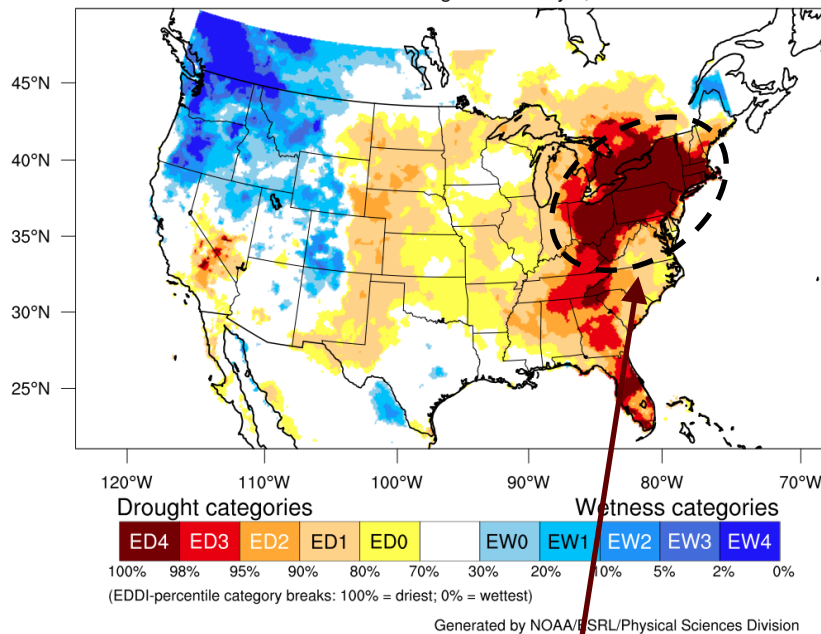 45°N
40°N
35°N
30°N
25°N
120°W 110°W 100°W 90°W 80°W 70°W
Drought categories Wetness categories
ED4 ED3 ED2 ED1 ED0 EW0 EW1 EW2 EW3 EW4
100% 98% 95% 90% 80% 70% 30% 20% 10% 5% 2% 0%
(EDDI-percentile category breaks: 100% = driest; 0% = wettest)
Generated by NOAA/ESRL/Physical Sciences Division